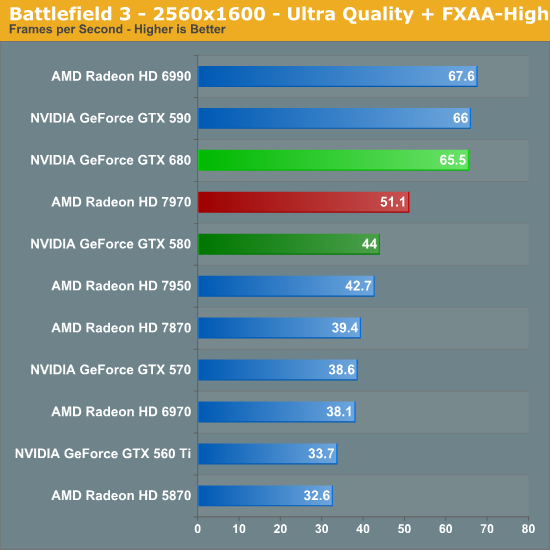 Battlefield 3 - 2560x1600 - Ultra Quality + FXAA-High
Frames per Second - Higher is Better
AMD Radeon HD 6990 67.6
NVIDIA GeForce GTX 590 66
NVIDIA GeForce GTX 680 65.5
AMD Radeon HD 7970 51.1
NVIDIA GeForce GTX 580 44
AMD Radeon HD 7950 42.7
AMD Radeon HD 7870 39.4
NVIDIA GeForce GTX 570 38.6
AMD Radeon HD 6970 38.1
NVIDIA GeForce GTX 560 Ti 33.7
AMD Radeon HD 5870 32.6
0 10 20 30 40 50 60 70 80